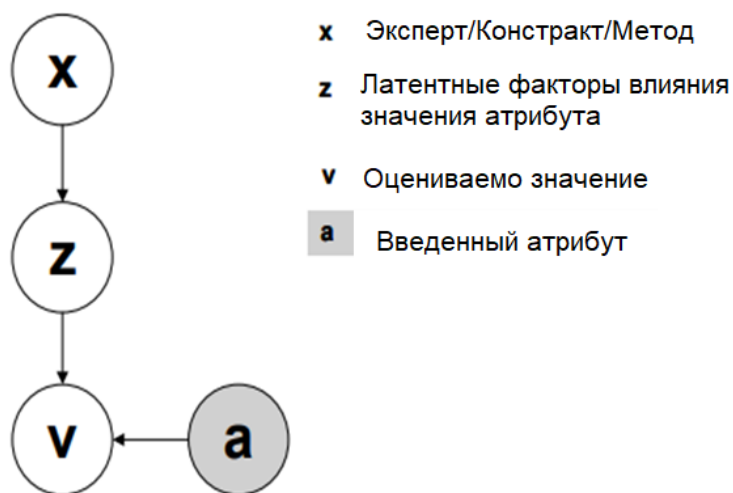 x
x Эксперт/Констракт/Метод
z Латентные факторы влияния
значения атрибута
v Оцениваемо значение
a Введенный атрибут
z
v
a